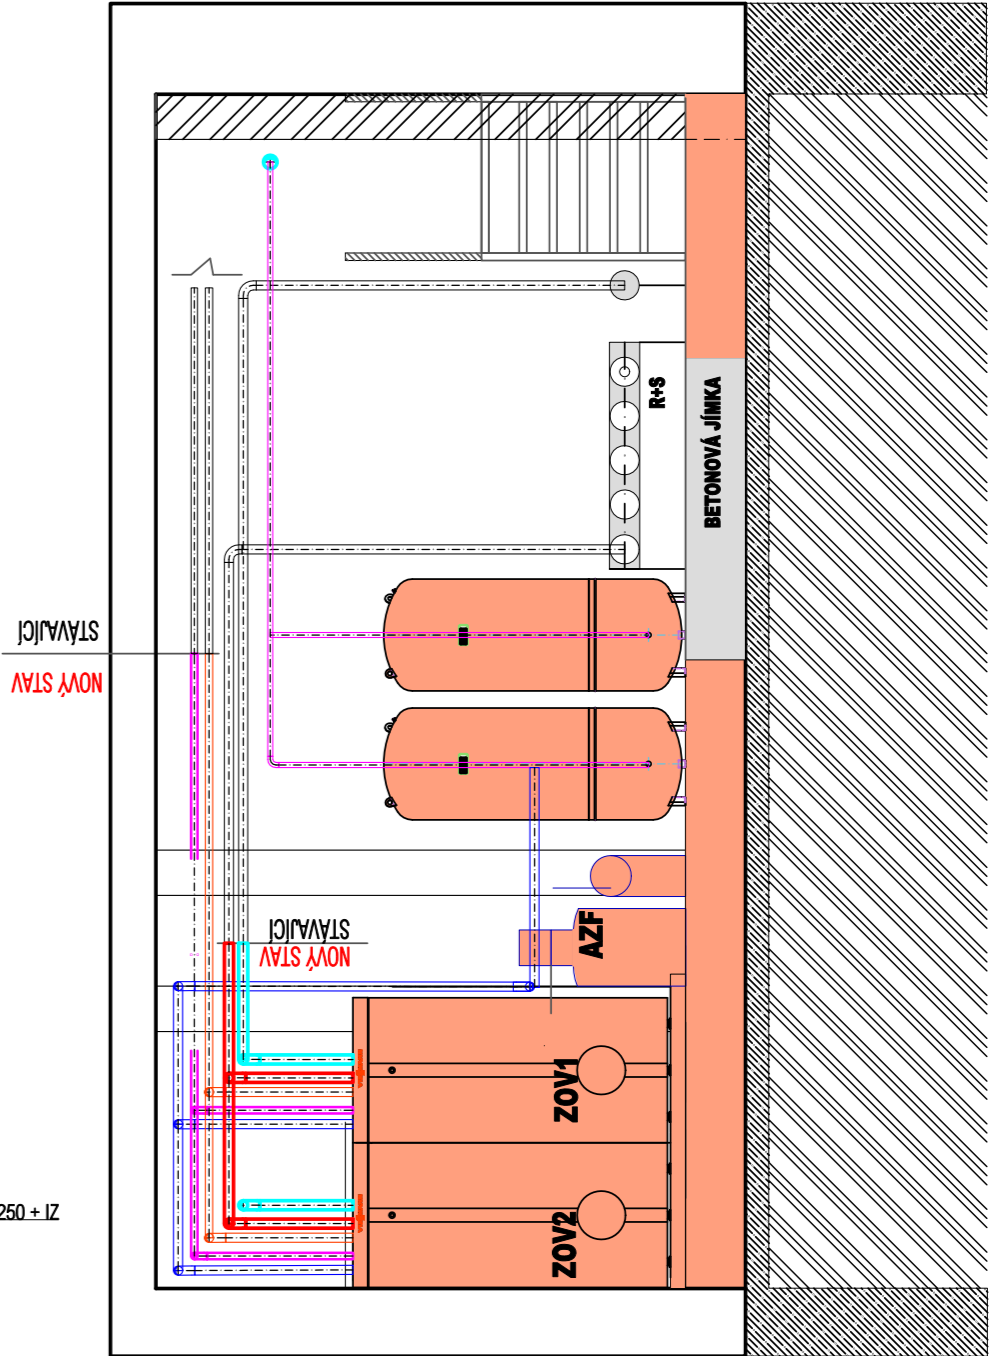 R+S
BETONOVÁ JÍMKA
STÁVAJÍCÍ
NOVÝ STAV
STÁVAJÍCÍ
NOVÝ STAV
AZF
ZOV1
ZOV2
250 + IZ